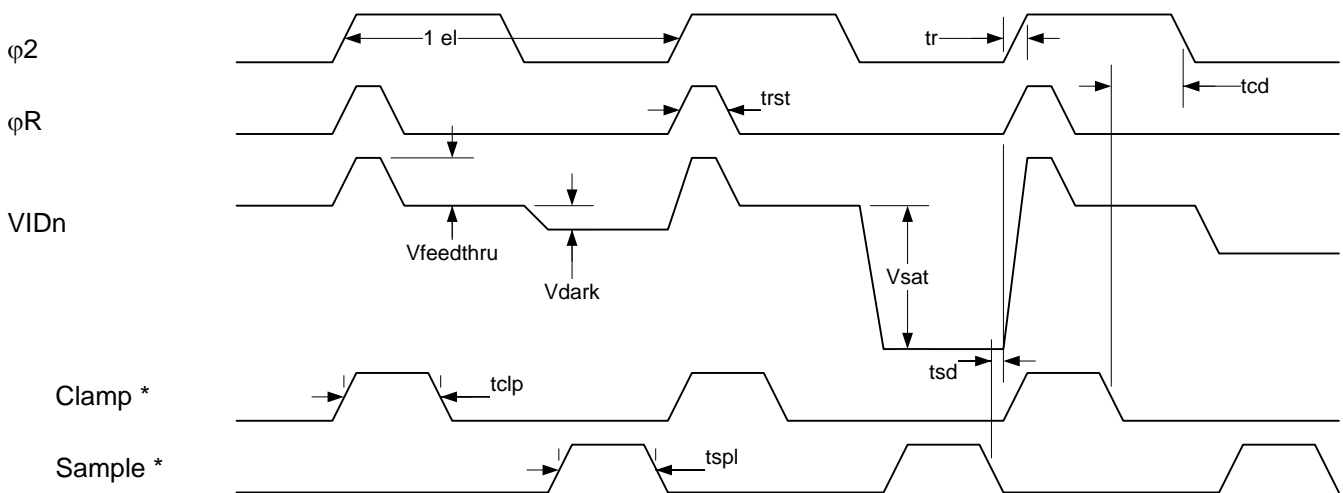 φ2
1 el
tr
tcd
φR
trst
VIDn
Vfeedthru
Vdark
Vsat
tsd
Clamp *
tclp
Sample *
tspl